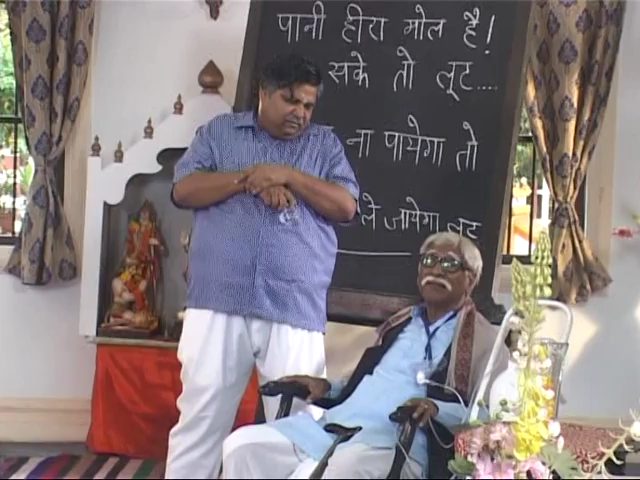 पानी हीरा मोल है!
सके तो लूट....
ना पायेगा तो
ले जायेगा लूट